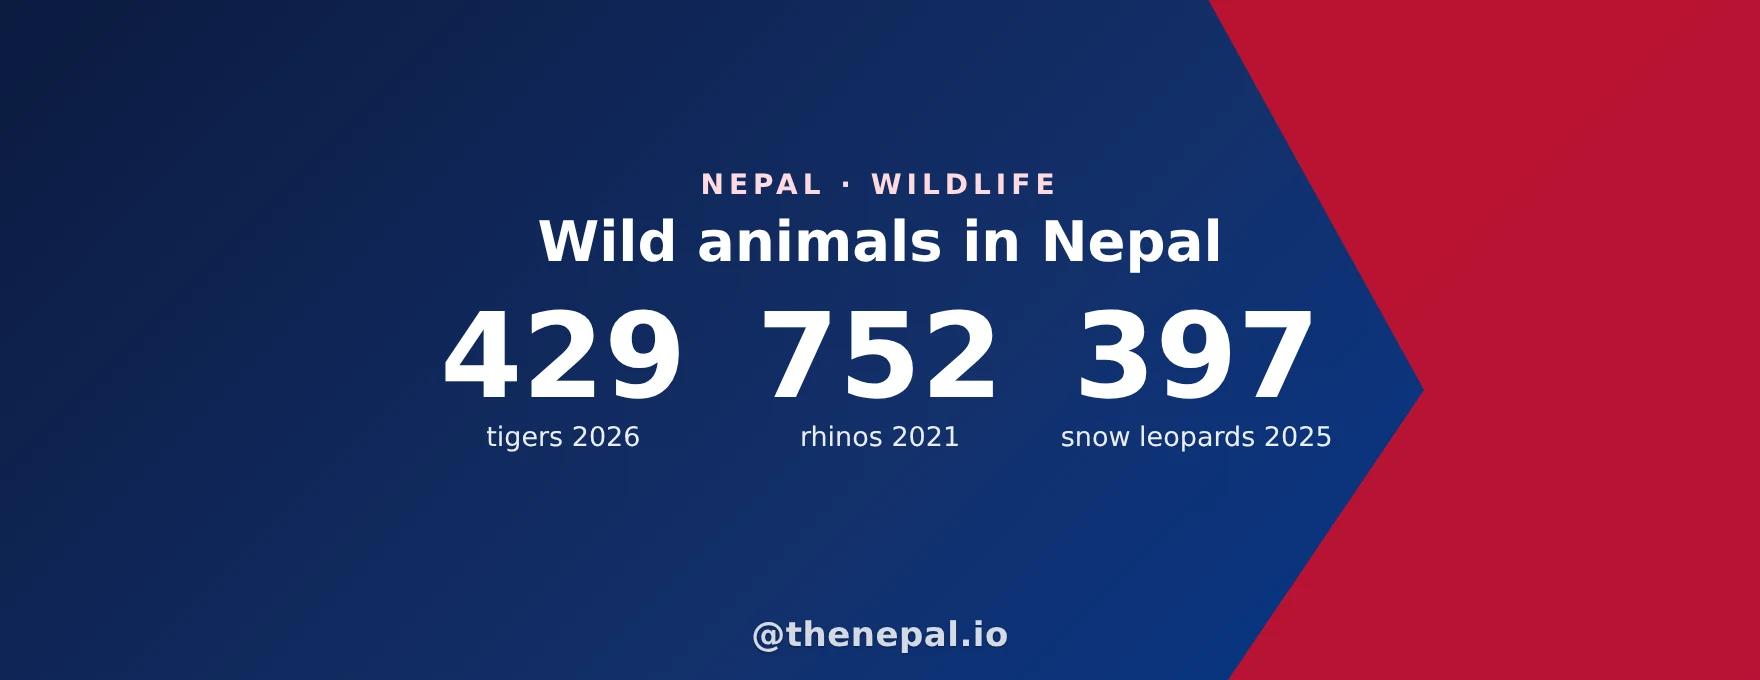 NEPAL · WILDLIFE
Wild animals in Nepal
429 752 397
tigers 2026 rhinos 2021 snow leopards 2025
@thenepal.io